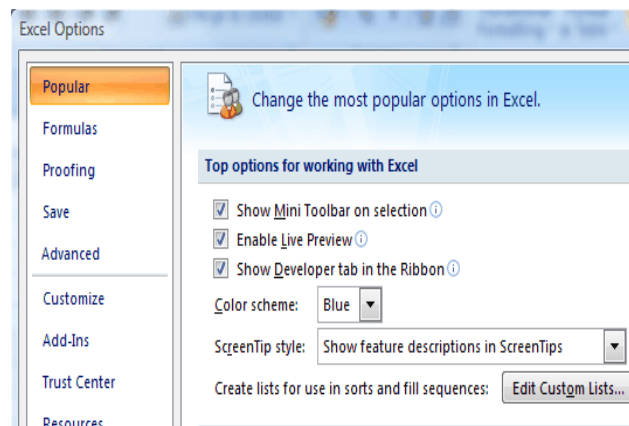 Excel Options
Popular
Formulas
Proofing
Save
Advanced
Customize
Add-Ins
Trust Center
Resources
Change the most popular options in Excel.
Top options for working with Excel
Show Mini Toolbar on selection
Enable Live Preview
Show Developer tab in the Ribbon
Color scheme: Blue
ScreenTip style: Show feature descriptions in ScreenTips
Create lists for use in sorts and fill sequences: Edit Custom Lists...